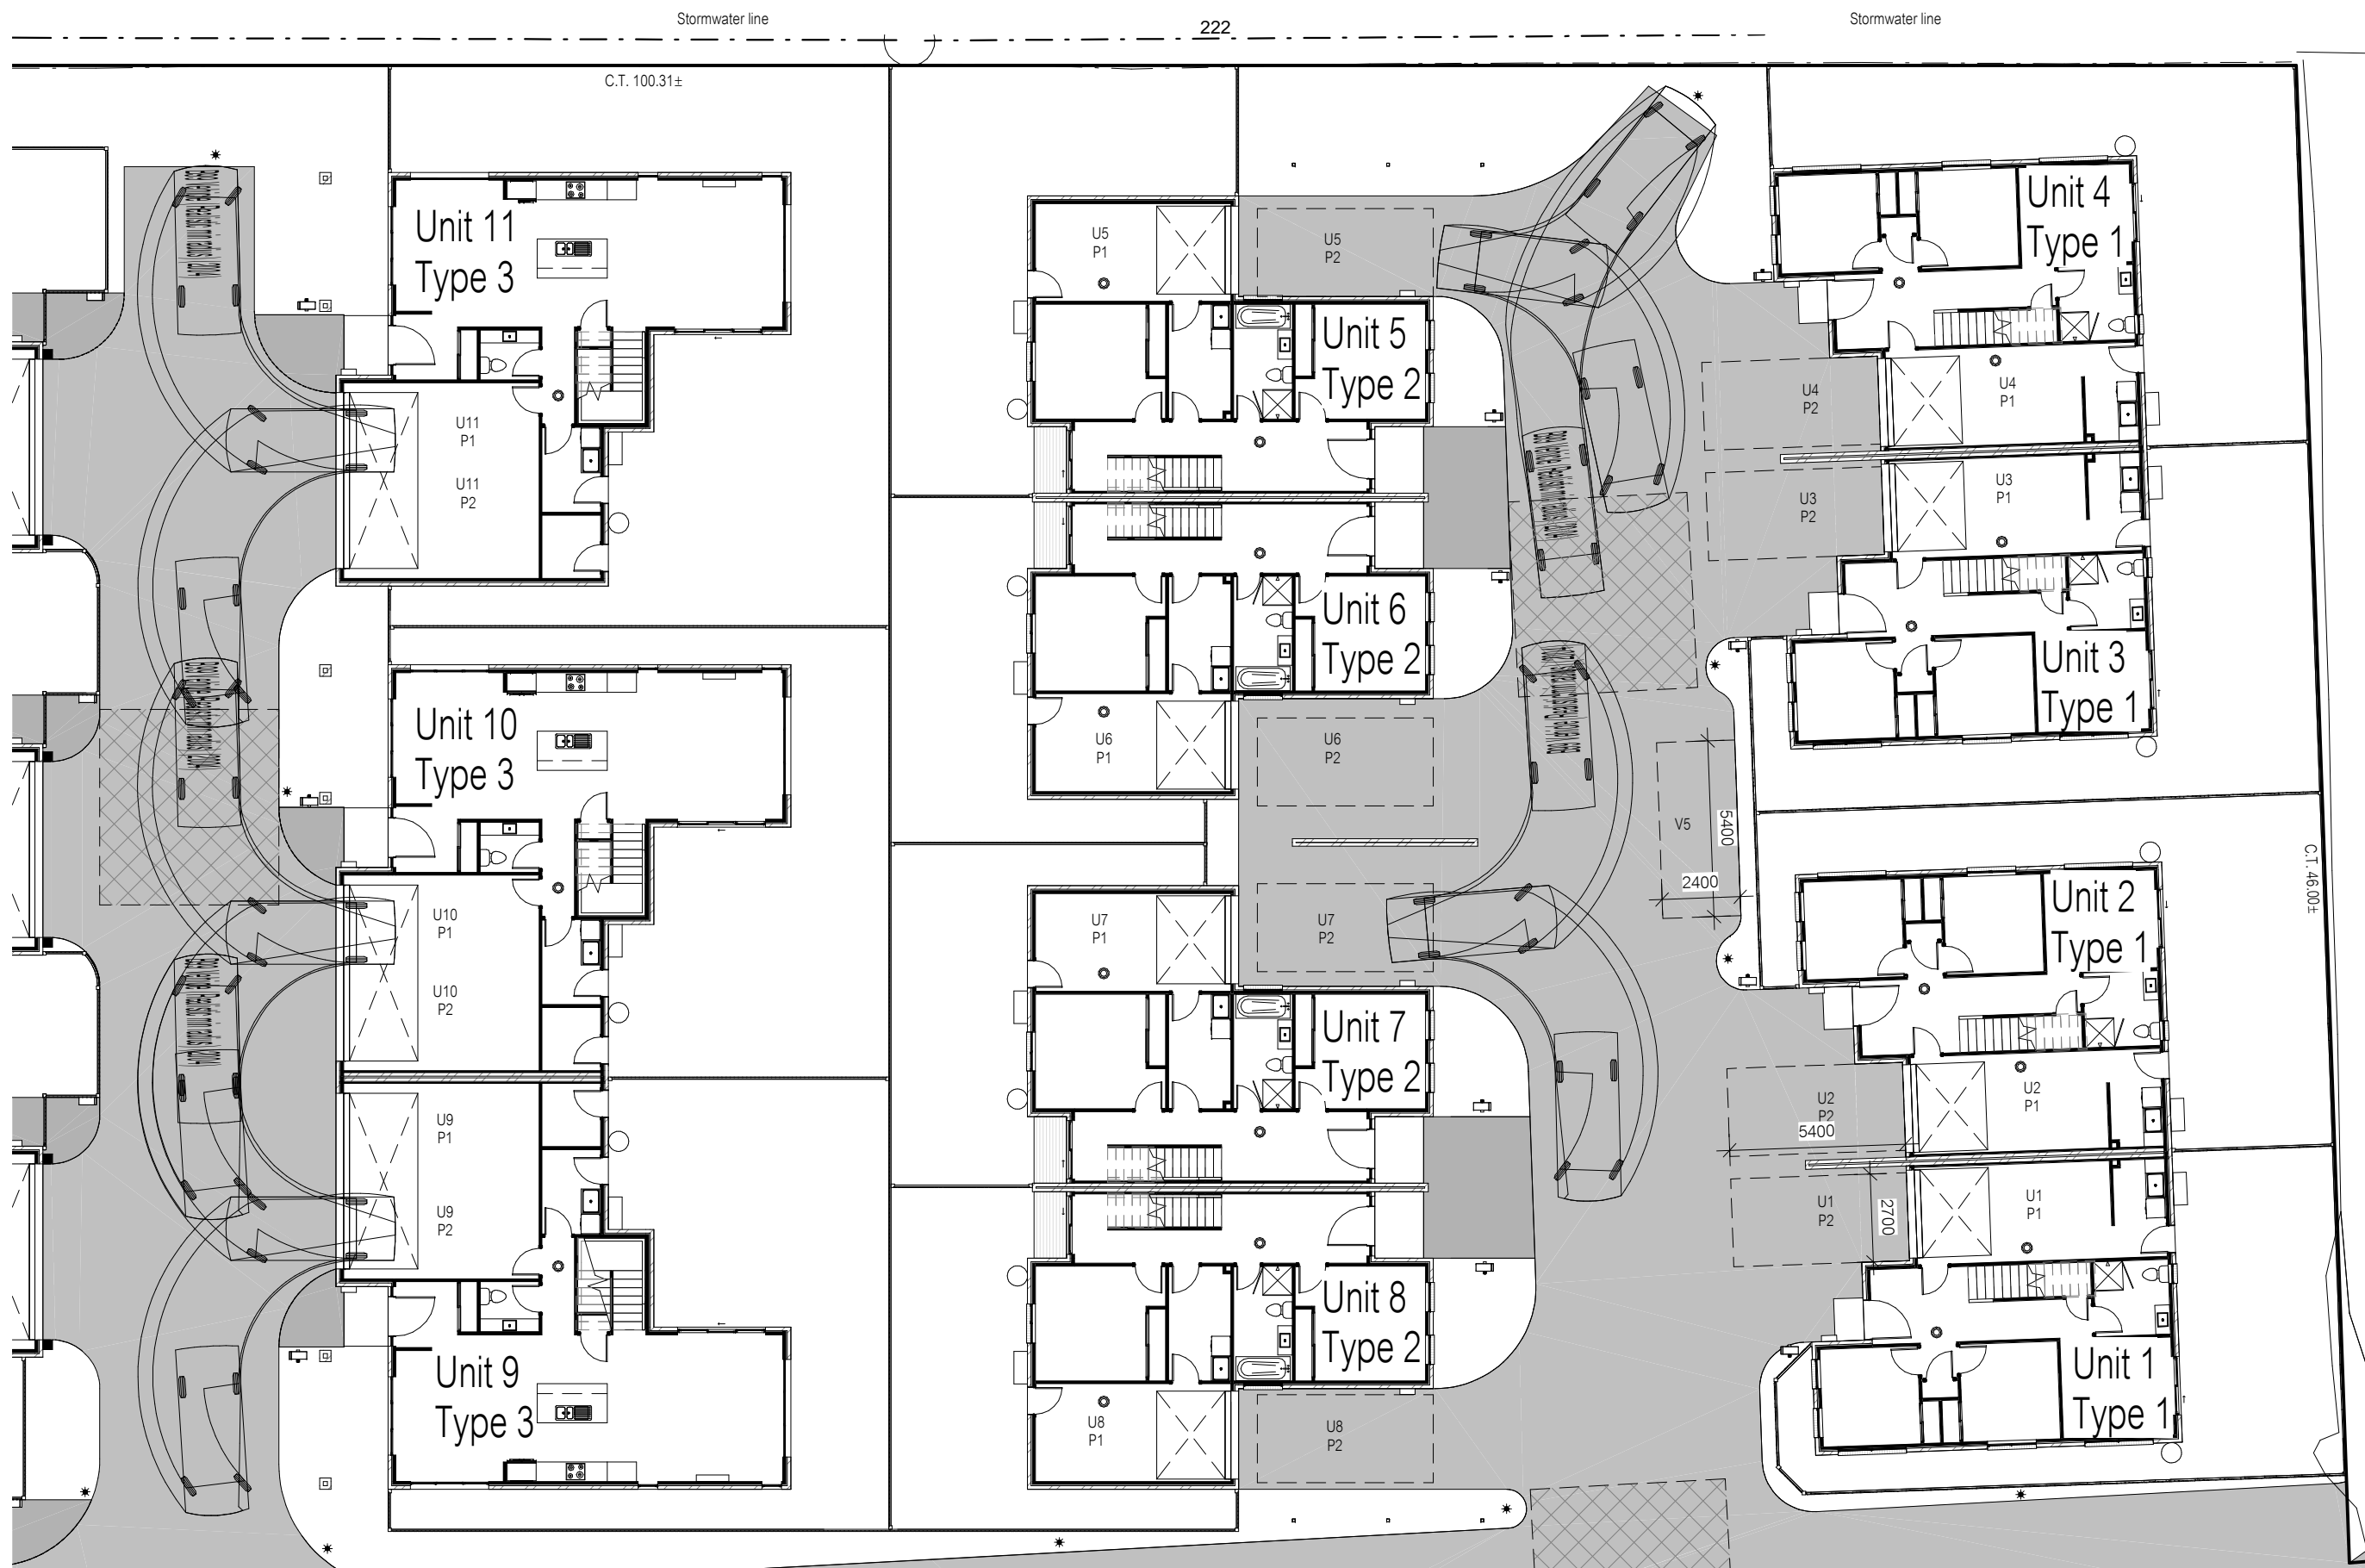 Stormwater line
222
Stormwater line
C.T. 100.31±
Unit 11
Type 3
U11
P1
U11
P2
Unit 10
Type 3
U10
P1
U10
P2
U9
P1
U9
P2
Unit 9
Type 3
U5
P1
U5
P2
Unit 5
Type 2
Unit 6
Type 2
U6
P1
U6
P2
U7
P1
U7
P2
Unit 7
Type 2
Unit 8
Type 2
U8
P1
U8
P2
Unit 4
Type 1
U4
P2
U4
P1
U3
P2
U3
P1
Unit 3
Type 1
V5
5400
2400
C.T. 46.00±
Unit 2
Type 1
U2
P2
5400
U2
P1
U1
P2
2700
U1
P1
Unit 1
Type 1